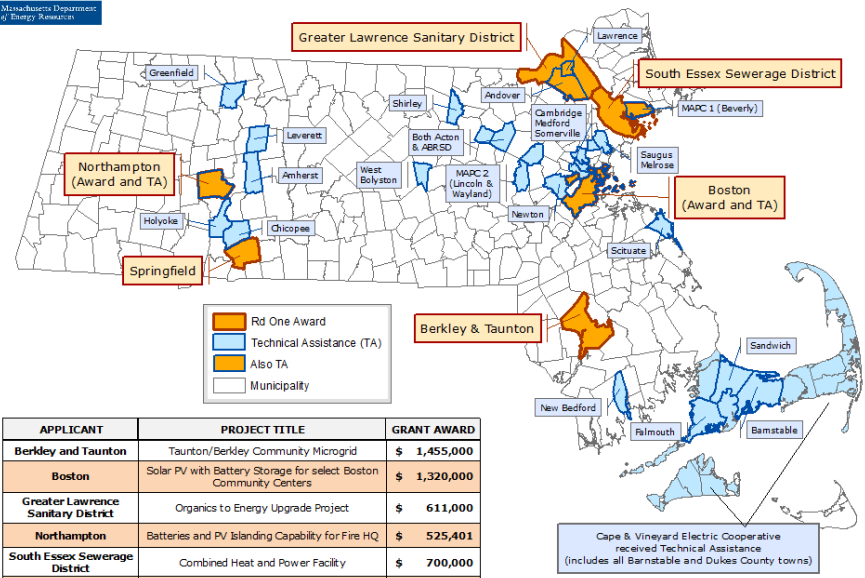 Massachusetts Department
of Energy Resources
Greater Lawrence Sanitary District
Lawrence
South Essex Sewerage District
Greenfield
Shirley
Andover
MAPC 1 (Beverly)
Cambridge
Medford
Somerville
Leverett
Both Acton
& ABRSD
Saugus
Melrose
Northampton
(Award and TA)
Amherst
West
Bolyston
MAPC 2
(Lincoln &
Wayland)
Boston
(Award and TA)
Newton
Holyoke
Chicopee
Scituate
Springfield
Rd One Award
Technical Assistance (TA)
Also TA
Municipality
Berkley & Taunton
Sandwich
New Bedford
Falmouth
Barnstable
Cape & Vineyard Electric Cooperative
received Technical Assistance
(includes all Barnstable and Dukes County towns)
APPLICANT PROJECT TITLE GRANT AWARD
Berkley and Taunton Taunton/Berkley Community Microgrid $ 1,455,000
Boston Solar PV with Battery Storage for select Boston
Community Centers $ 1,320,000
Greater Lawrence
Sanitary District Organics to Energy Upgrade Project $ 611,000
Northampton Batteries and PV Islanding Capability for Fire HQ $ 525,401
South Essex Sewerage
District Combined Heat and Power Facility $ 700,000